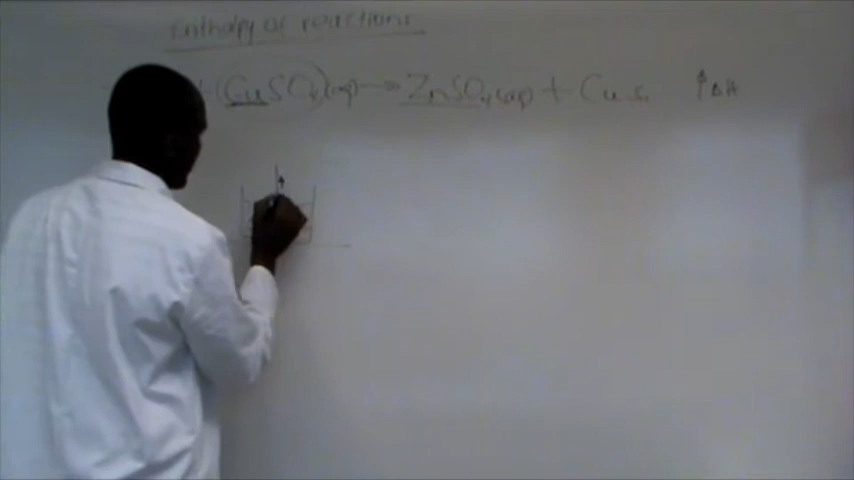 Enthalpy of reactions
+ (CuSO₄)(aq) → ZnSO₄(aq) + Cu(s) ↑ΔH